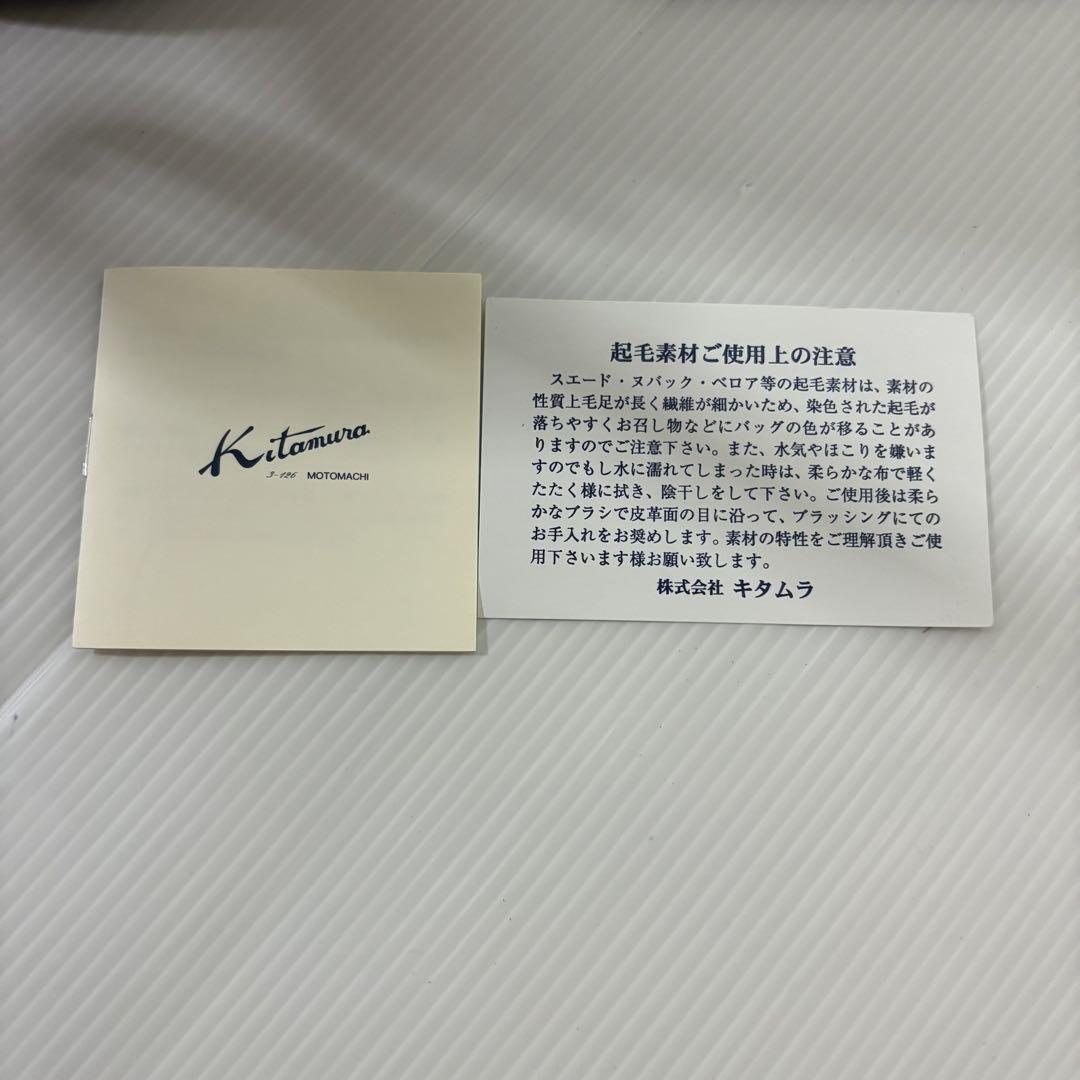 Kitamura
3-126 MOTOMACHI
起毛素材ご使用上の注意
スエード・ヌバック・ベロア等の起毛素材は、素材の
性質上毛足が長く繊維が細かいため、染色された起毛が
落ちやすくお召し物などにバッグの色が移ることがあ
りますのでご注意下さい。また、水気やほこりを嫌いま
すのでもし水に濡れてしまった時は、柔らかな布で軽く
たたく様に拭き、陰干しをして下さい。ご使用後は柔ら
かなブラシで皮革面の目に沿って、ブラッシングにての
お手入れをお奨めします。素材の特性をご理解頂きご使
用下さいます様お願い致します。
株式会社 キタムラ